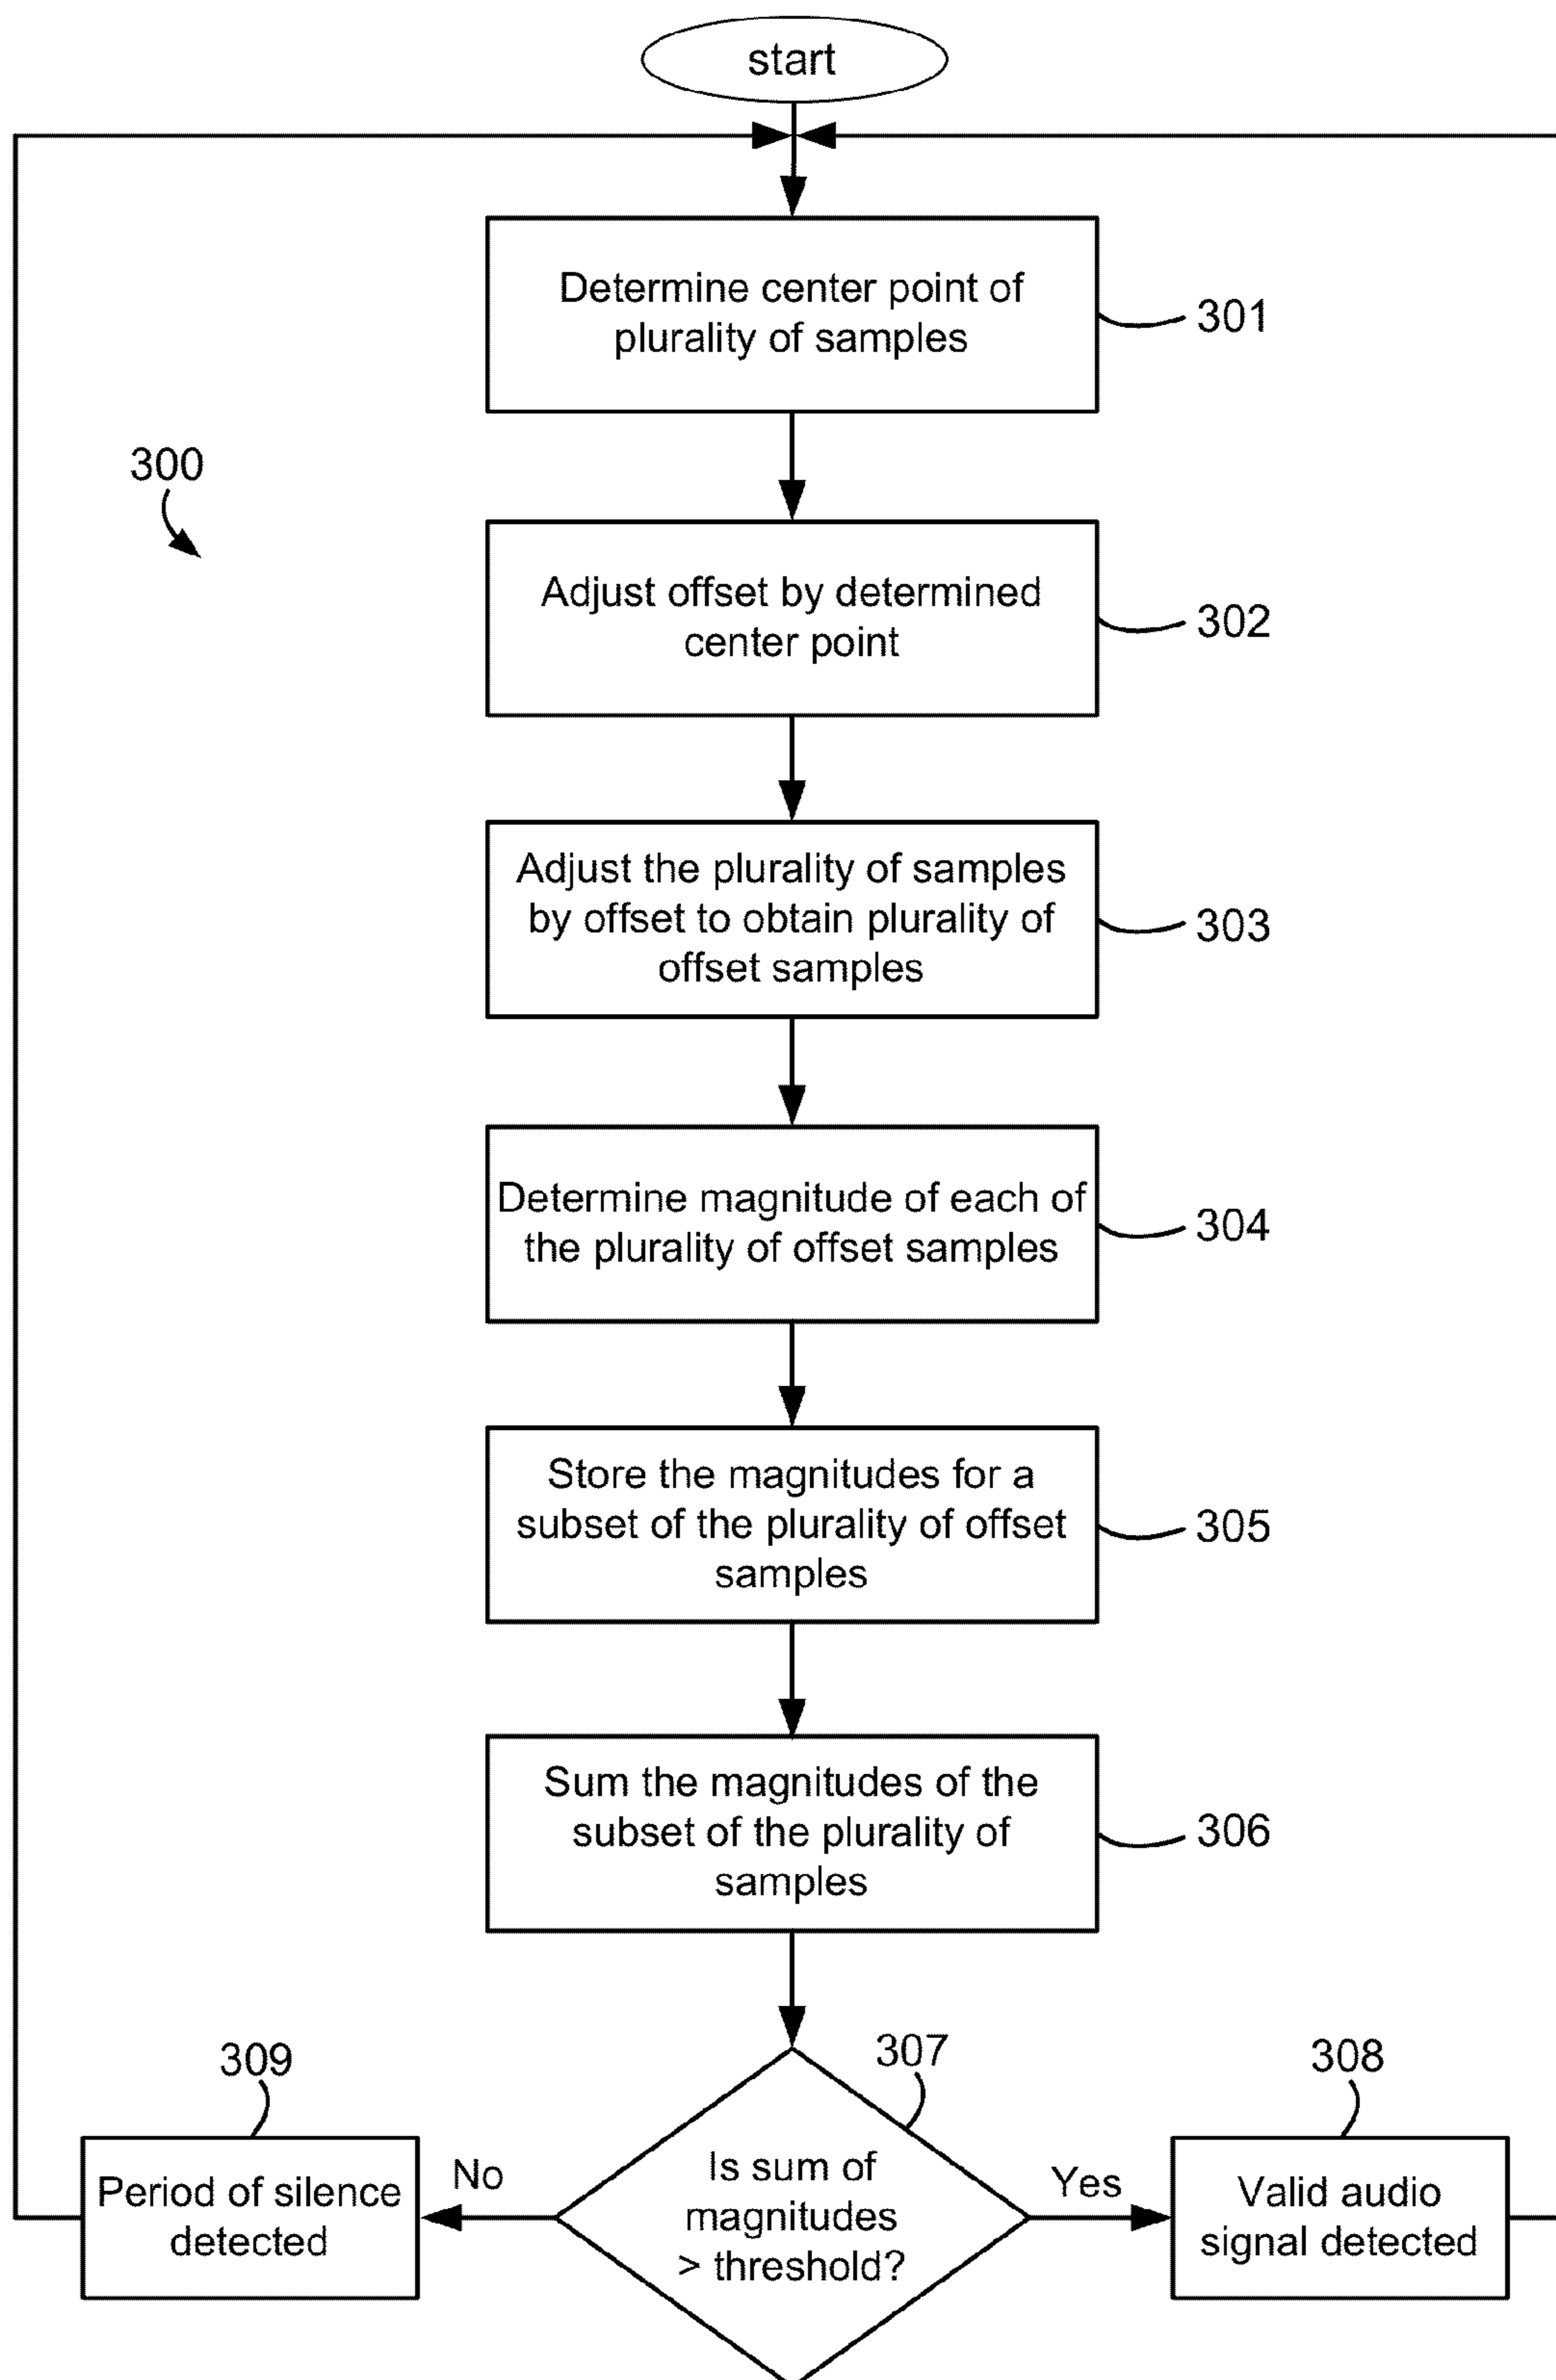 start
Determine center point of
plurality of samples
301
300
Adjust offset by determined
center point
302
Adjust the plurality of samples
by offset to obtain plurality of
offset samples
303
Determine magnitude of each of
the plurality of offset samples
304
Store the magnitudes for a
subset of the plurality of offset
samples
305
Sum the magnitudes of the
subset of the plurality of
samples
306
309
307
308
Period of silence
detected
No
Is sum of
magnitudes
> threshold?
Yes
Valid audio
signal detected